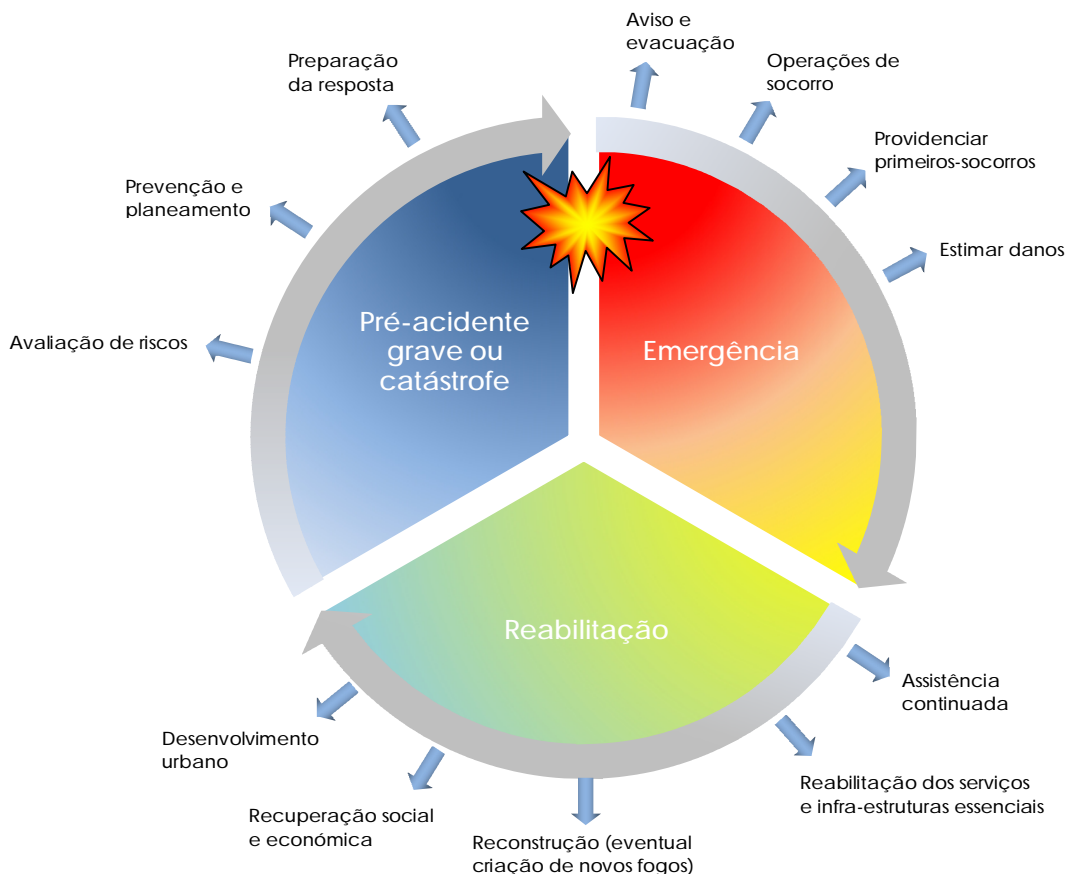 Aviso e
evacuação
Operações de
socorro
Providenciar
primeiros-socorros
Estimar danos
Preparação
da resposta
Prevenção e
planeamento
Avaliação de riscos
Pré-acidente
grave ou
catástrofe
Emergência
Reabilitação
Assistência
continuada
Reabilitação dos serviços
e infra-estruturas essenciais
Reconstrução (eventual
criação de novos fogos)
Recuperação social
e económica
Desenvolvimento
urbano